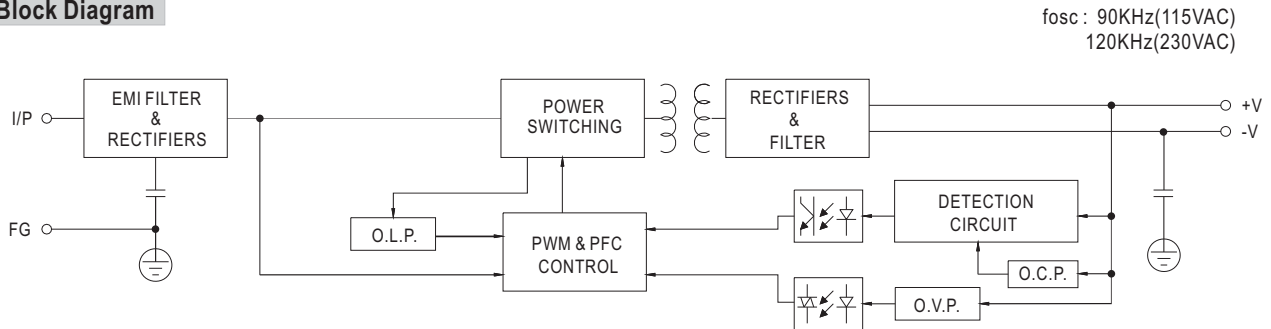 Block Diagram
fosc : 90KHz(115VAC)
120KHz(230VAC)
I/P
EMI FILTER
&
RECTIFIERS
POWER
SWITCHING
RECTIFIERS
&
FILTER
+V
-V
FG
O.L.P.
PWM & PFC
CONTROL
DETECTION
CIRCUIT
O.C.P.
O.V.P.